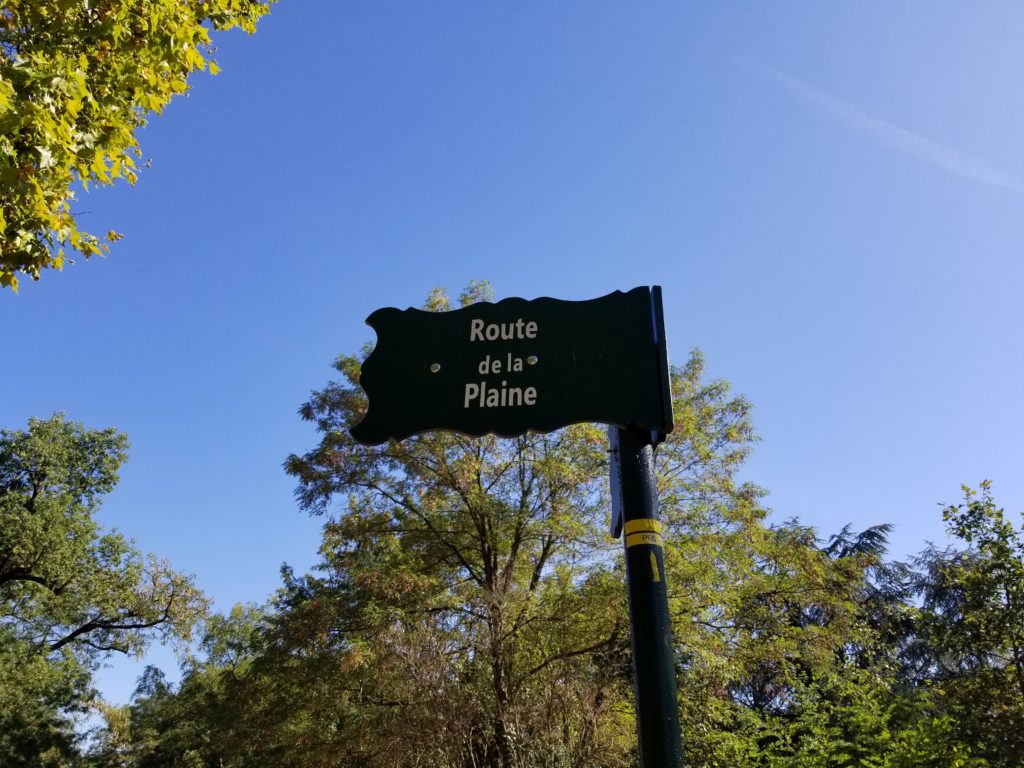 Route
de la
Plaine